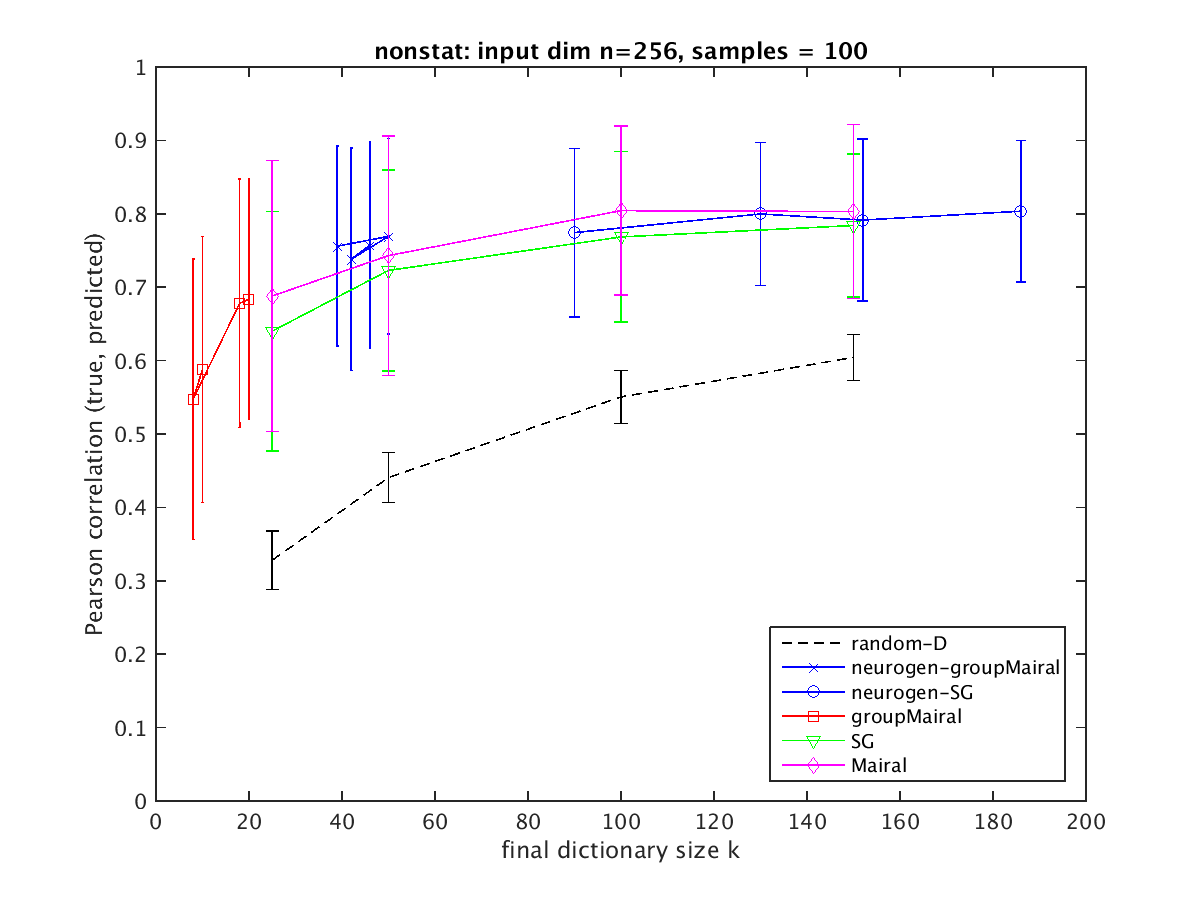 nonstat: input dim n=256, samples = 100
Pearson correlation (true, predicted)
1
0.9
0.8
0.7
0.6
0.5
0.4
0.3
0.2
0.1
0
0 20 40 60 80 100 120 140 160 180 200
final dictionary size k
random-D
neurogen-groupMairal
neurogen-SG
groupMairal
SG
Mairal